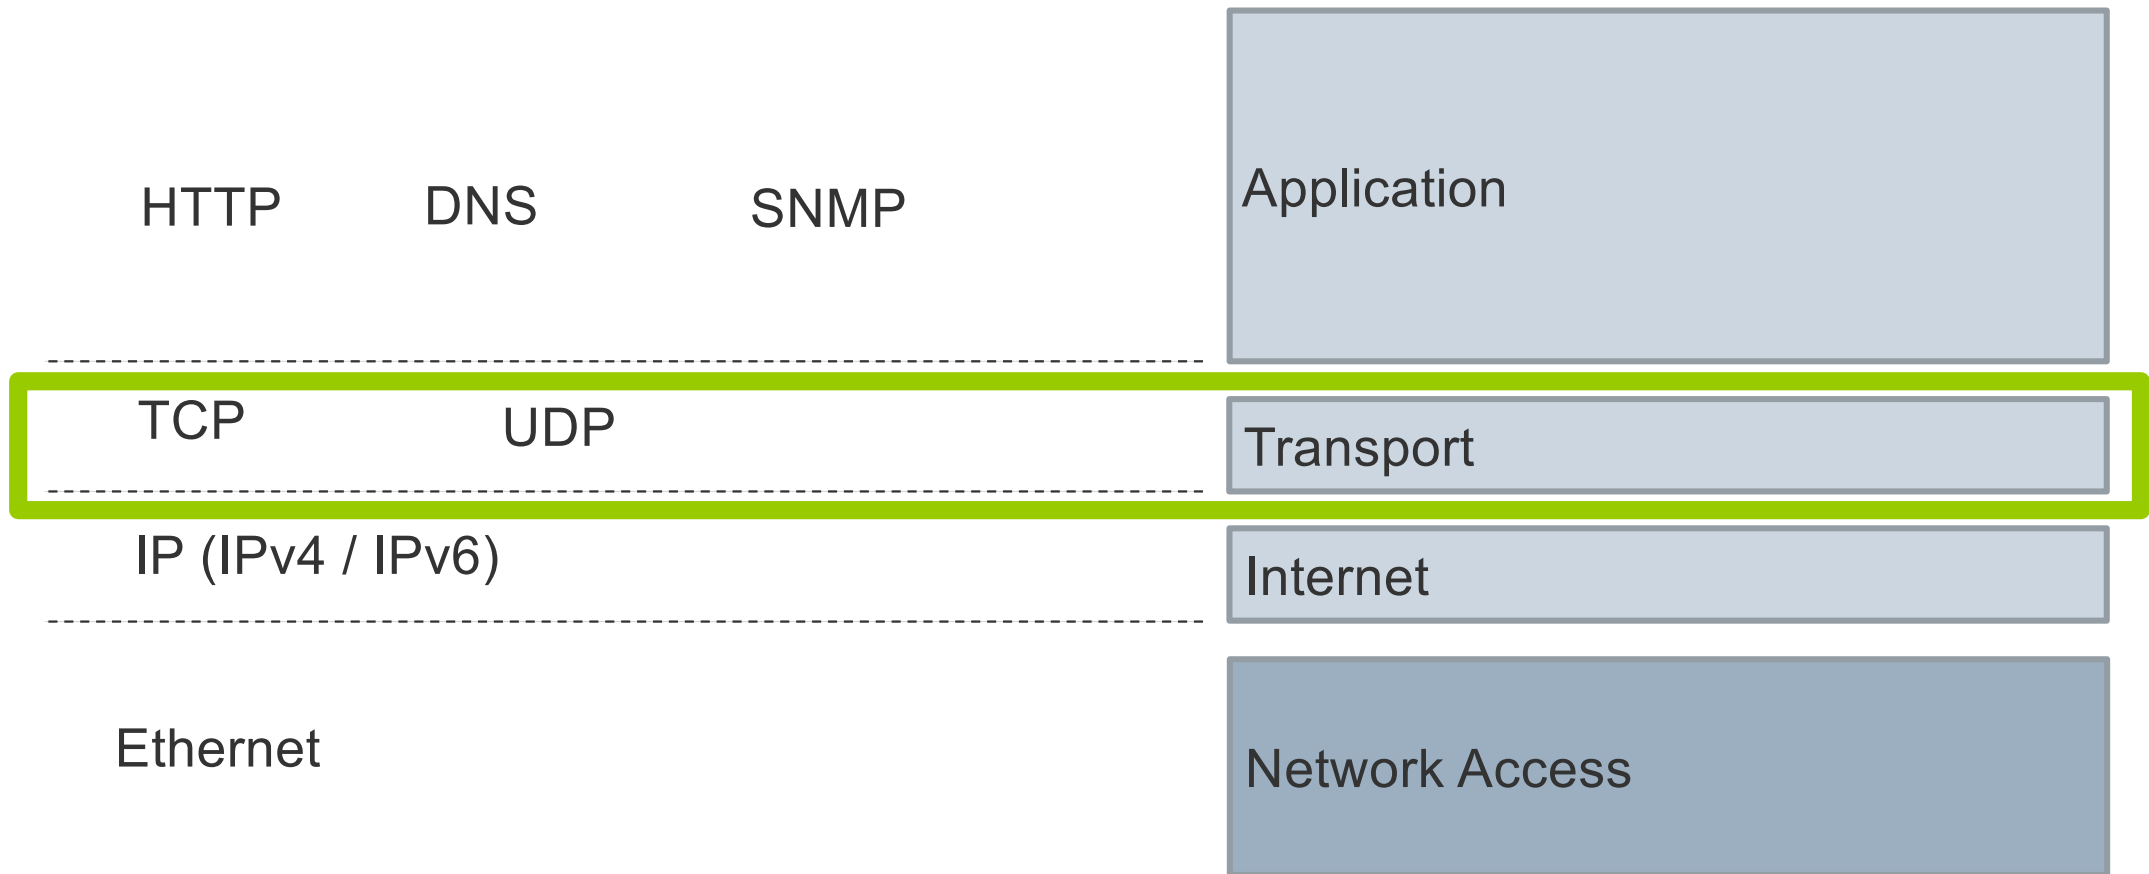 HTTP DNS SNMP Application
TCP UDP Transport
IP (IPv4 / IPv6) Internet
Ethernet Network Access